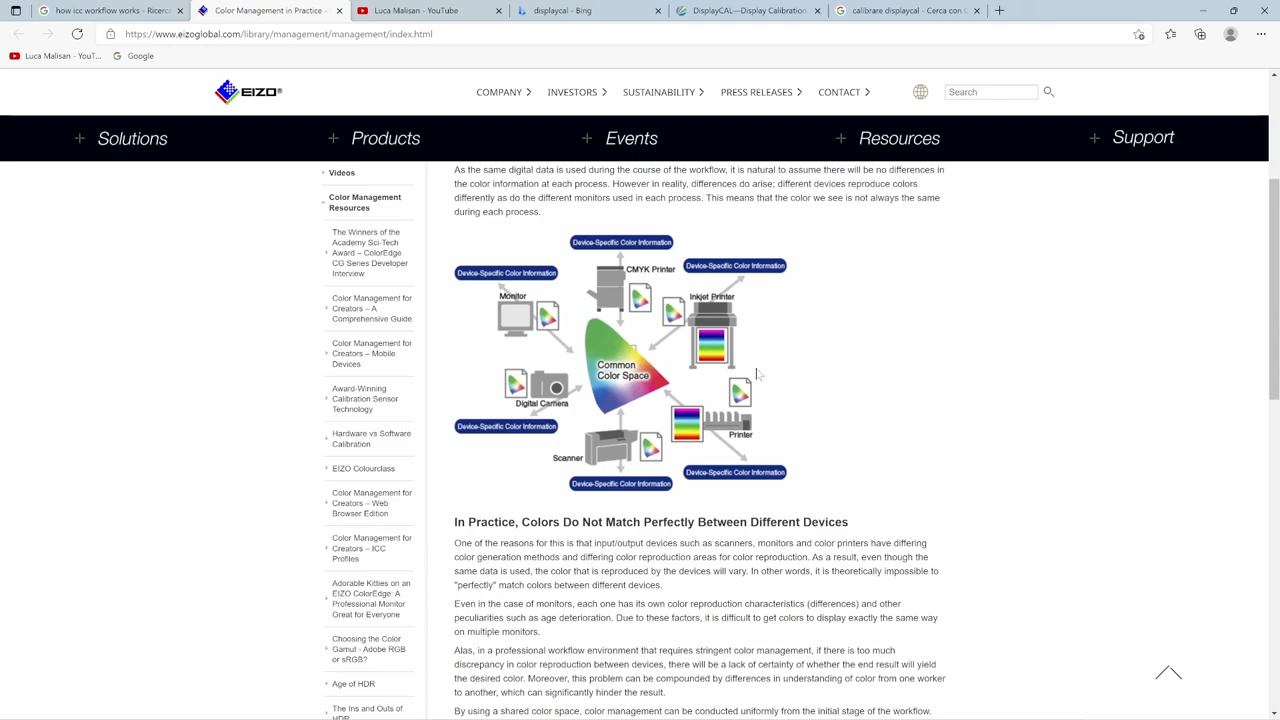 how icc workflow works - Ricerc
Color Management in Practice -
Luca Malisan - YouTube
displaycal - Bing
DisplayCAL—Display Calibration
calibrare displaycal - Cerca con G
https://www.eizoglobal.com/library/management/management/index.html
Luca Malisan - YouT...
Google
EIZO
COMPANY
INVESTORS
SUSTAINABILITY
PRESS RELEASES
CONTACT
Search
+ Solutions
+ Products
+ Events
+ Resources
+ Support
Videos
Color Management
Resources
The Winners of the
Academy Sci-Tech
Award – ColorEdge
CG Series Developer
Interview
Color Management for
Creators – A
Comprehensive Guide
Color Management for
Creators – Mobile
Devices
Award-Winning
Calibration Sensor
Technology
Hardware vs Software
Calibration
EIZO Colourclass
Color Management for
Creators – Web
Browser Edition
Color Management for
Creators – ICC
Profiles
Adorable Kitties on an
EIZO ColorEdge: A
Professional Monitor
Great for Everyone
Choosing the Color
Gamut - Adobe RGB
or sRGB?
Age of HDR
The Ins and Outs of
HDR
As the same digital data is used during the course of the workflow, it is natural to assume there will be no differences in
the color information at each process. However in reality, differences do arise; different devices reproduce colors
differently as do the different monitors used in each process. This means that the color we see is not always the same
during each process.
Device-Specific Color Information
Device-Specific Color Information
CMYK Printer
Device-Specific Color Information
Monitor
Inkjet Printer
Common
Color Space
Digital Camera
Device-Specific Color Information
Printer
Scanner
Device-Specific Color Information
Device-Specific Color Information
In Practice, Colors Do Not Match Perfectly Between Different Devices
One of the reasons for this is that input/output devices such as scanners, monitors and color printers have differing
color generation methods and differing color reproduction areas for color reproduction. As a result, even though the
same data is used, the color that is reproduced by the devices will vary. In other words, it is theoretically impossible to
"perfectly" match colors between different devices.
Even in the case of monitors, each one has its own color reproduction characteristics (differences) and other
peculiarities such as age deterioration. Due to these factors, it is difficult to get colors to display exactly the same way
on multiple monitors.
Alas, in a professional workflow environment that requires stringent color management, if there is too much
discrepancy in color reproduction between devices, there will be a lack of certainty of whether the end result will yield
the desired color. Moreover, this problem can be compounded by differences in understanding of color from one worker
to another, which can significantly hinder the result.
By using a shared color space, color management can be conducted uniformly from the initial stage of the workflow.